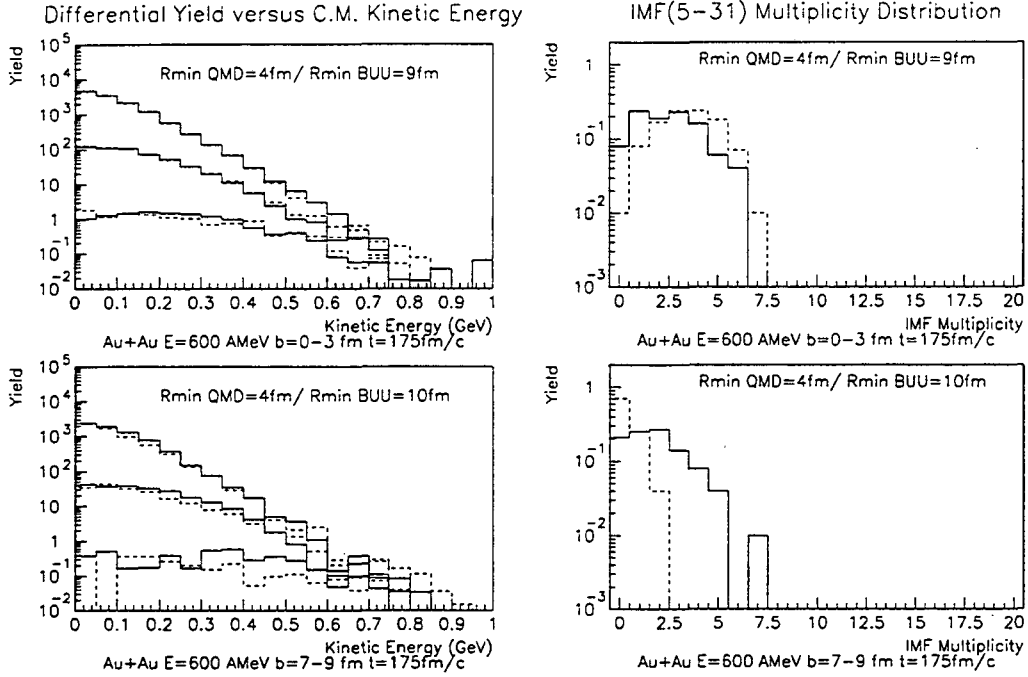 Differential Yield versus C.M. Kinetic Energy
IMF(5-31) Multiplicity Distribution
Yield
10^5
10^4
10^3
10^2
10
1
10^-1
10^-2
Rmin QMD=4fm/ Rmin BUU=9fm
0 0.1 0.2 0.3 0.4 0.5 0.6 0.7 0.8 0.9 1
Kinetic Energy (GeV)
Au+Au E=600 AMeV b=0-3 fm t=175fm/c
Yield
1
10^-1
10^-2
10^-3
Rmin QMD=4fm/ Rmin BUU=9fm
0 2.5 5 7.5 10 12.5 15 17.5 20
IMF Multiplicity
Au+Au E=600 AMeV b=0-3 fm t=175fm/c
Yield
10^5
10^4
10^3
10^2
10
1
10^-1
10^-2
Rmin QMD=4fm/ Rmin BUU=10fm
0 0.1 0.2 0.3 0.4 0.5 0.6 0.7 0.8 0.9 1
Kinetic Energy (GeV)
Au+Au E=600 AMeV b=7-9 fm t=175fm/c
Yield
1
10^-1
10^-2
10^-3
Rmin QMD=4fm/ Rmin BUU=10fm
0 2.5 5 7.5 10 12.5 15 17.5 20
IMF Multiplicity
Au+Au E=600 AMeV b=7-9 fm t=175fm/c